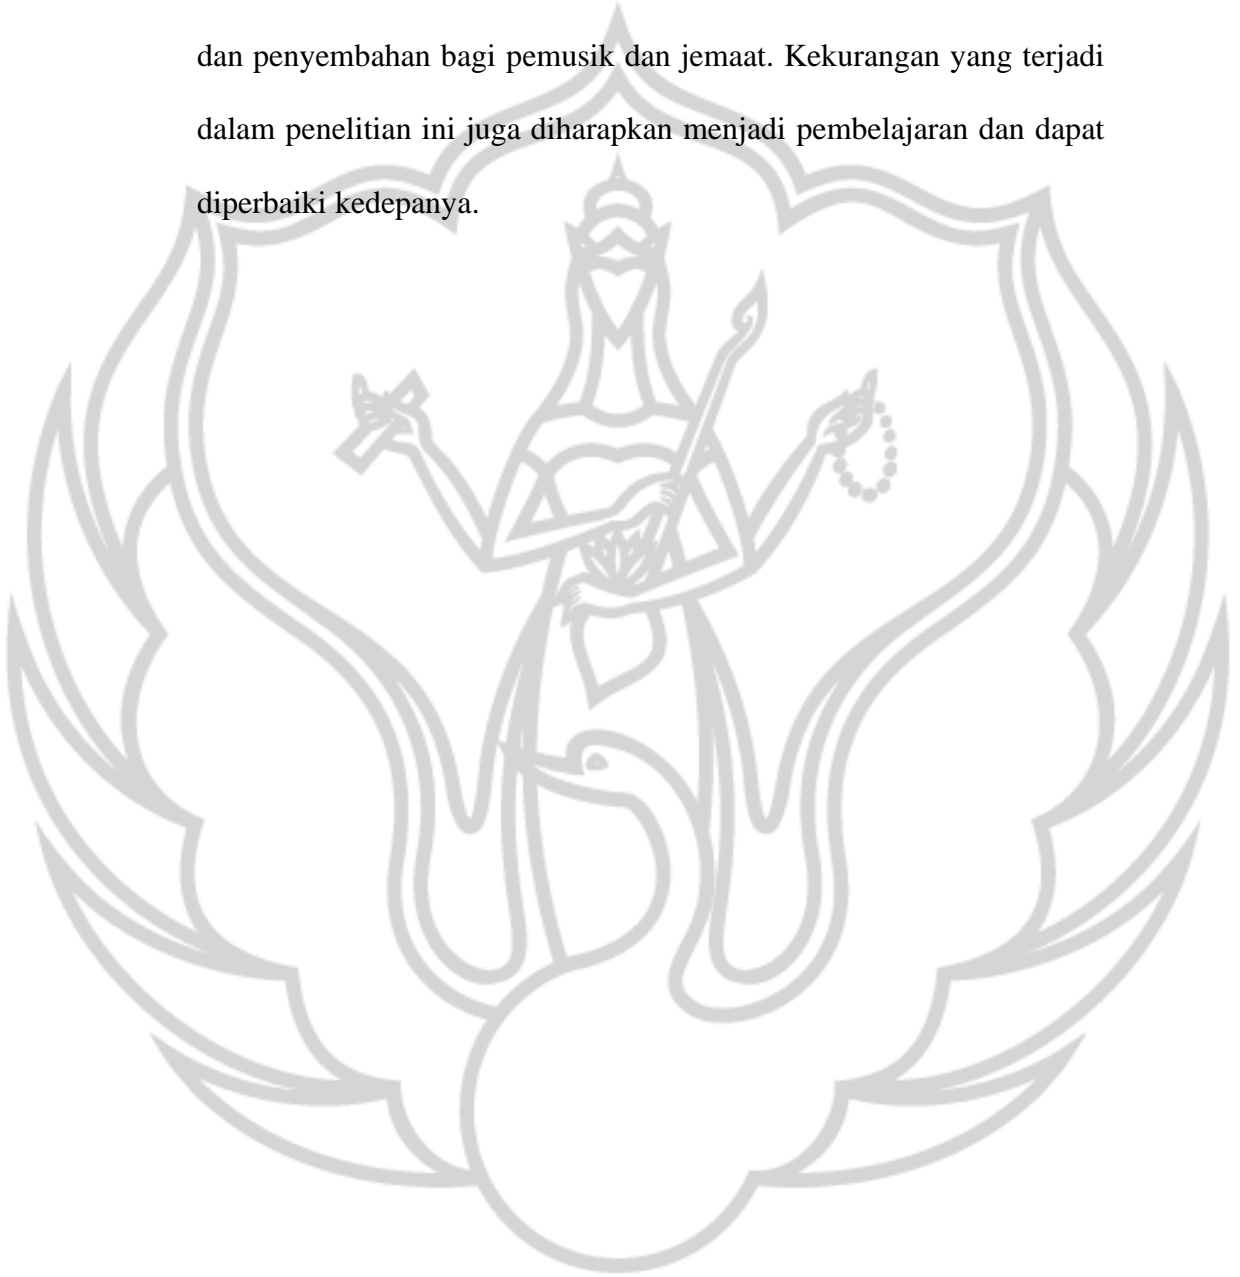 dan penyembahan bagi pemusik dan jemaat. Kekurangan yang terjadi
dalam penelitian ini juga diharapkan menjadi pembelajaran dan dapat
diperbaiki kedepanya.